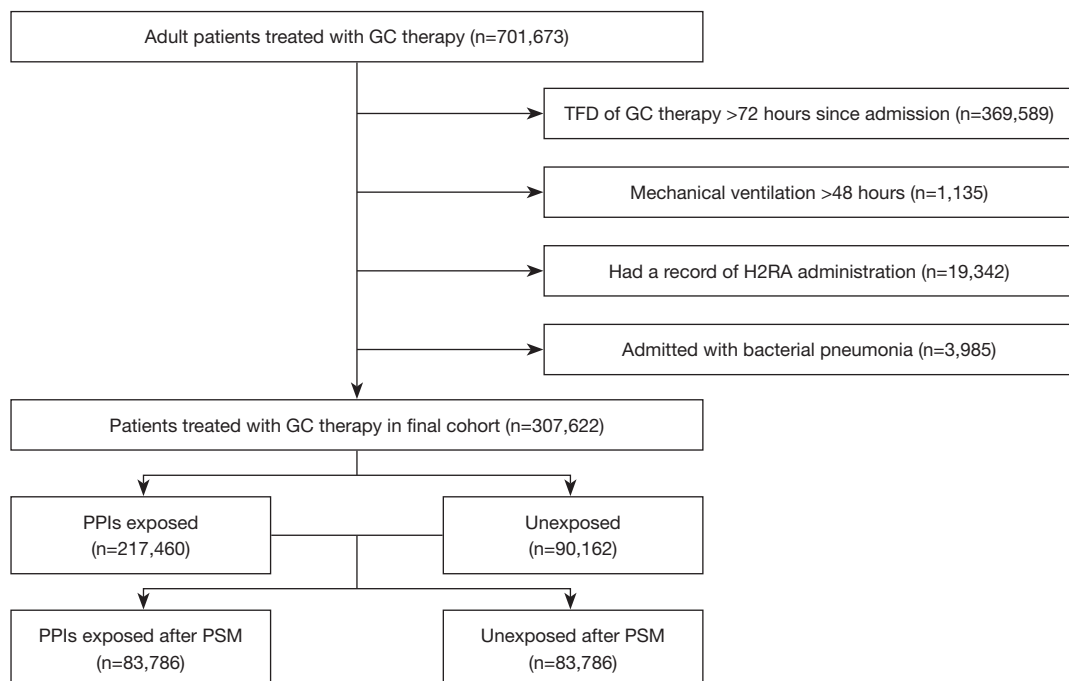 Adult patients treated with GC therapy (n=701,673)
TFD of GC therapy >72 hours since admission (n=369,589)
Mechanical ventilation >48 hours (n=1,135)
Had a record of H2RA administration (n=19,342)
Admitted with bacterial pneumonia (n=3,985)
Patients treated with GC therapy in final cohort (n=307,622)
PPIs exposed
(n=217,460)
Unexposed
(n=90,162)
PPIs exposed after PSM
(n=83,786)
Unexposed after PSM
(n=83,786)